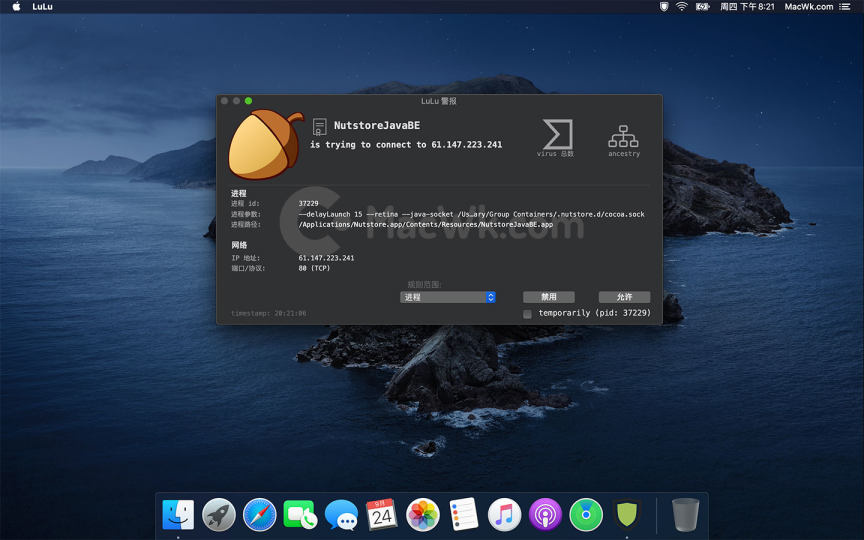 LuLu
周四 下午8:21 MacWk.com
LuLu 警报
NutstoreJavaBE
is trying to connect to 61.147.223.241
virus 总数
ancestry
进程
进程 id: 37229
进程参数: —-delayLaunch 15 —-retina —-java-socket /Us…ary/Group Containers/.nutstore.d/cocoa.sock
进程路径: /Applications/Nutstore.app/Contents/Resources/NutstoreJavaBE.app
MacWk.com
网络
IP 地址: 61.147.223.241
端口/协议: 80 (TCP)
规则范围:
进程
禁用
允许
timestamp: 20:21:06
temporarily (pid: 37229)
9月
24